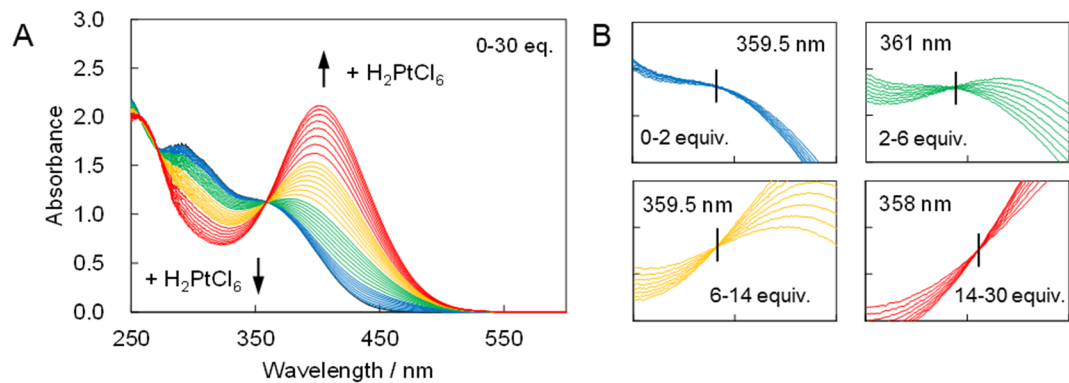 A
3.0
2.5
2.0
1.5
1.0
0.5
0.0
Absorbance
0-30 eq.
+ H₂PtCl₆
+ H₂PtCl₆
250
350
450
550
Wavelength / nm
B
359.5 nm
0-2 equiv.
361 nm
2-6 equiv.
359.5 nm
6-14 equiv.
358 nm
14-30 equiv.